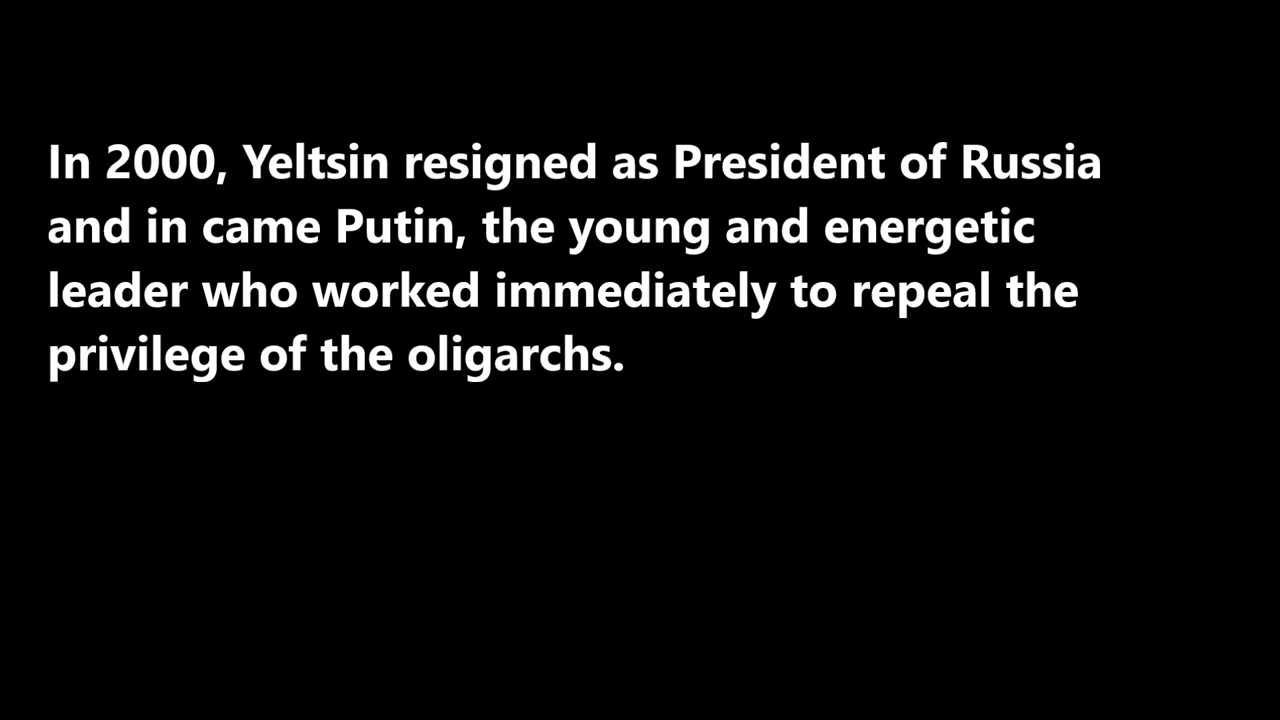 In 2000, Yeltsin resigned as President of Russia
and in came Putin, the young and energetic
leader who worked immediately to repeal the
privilege of the oligarchs.